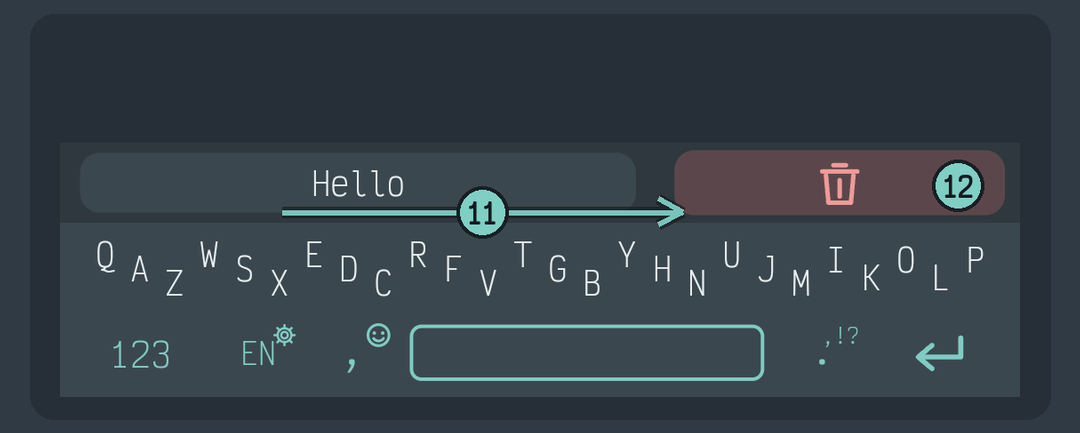 Hello
12
11
Q A Z W S X E D C R F V T G B Y H N U J M I K O L P
123 EN , . ,!?